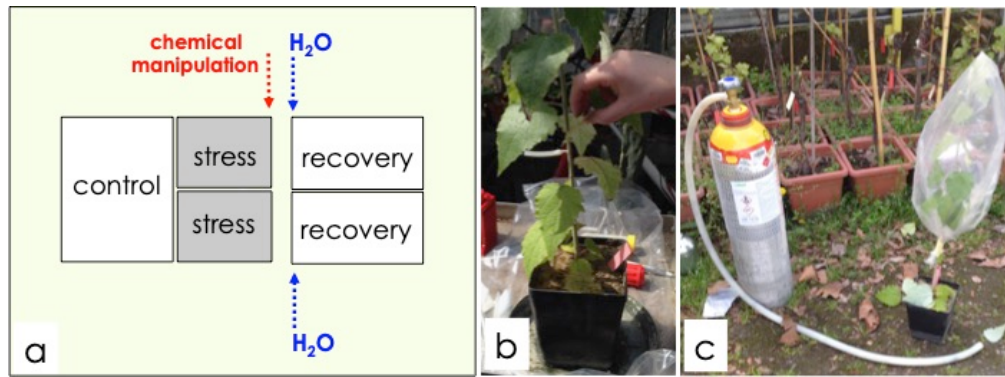 chemical
manipulation
H₂O
control
stress
recovery
stress
recovery
H₂O
a
b
c